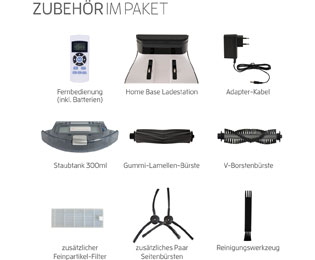 ZUBEHÖR IM PAKET
Fernbedienung
(inkl. Batterien)
Home Base Ladestation
Adapter-Kabel
Staubtank 300ml
Gummi-Lamellen-Bürste
V-Borstenbürste
zusätzlicher
Feinpartikel-Filter
zusätzliches Paar
Seitenbürsten
Reinigungswerkzeug